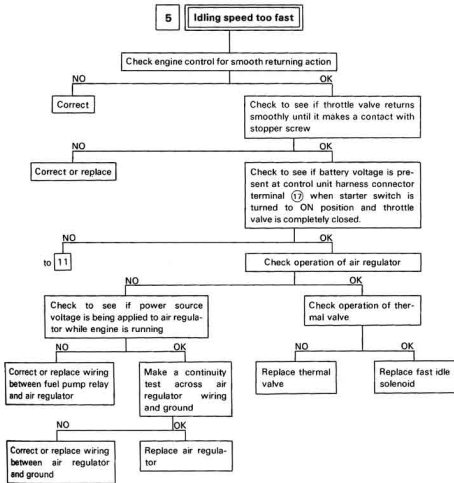 5 Idling speed too fast
Check engine control for smooth returning action
NO OK
Correct
Check to see if throttle valve returns
smoothly until it makes a contact with
stopper screw
NO OK
Correct or replace
Check to see if battery voltage is pre-
sent at control unit harness connector
terminal ⑰ when starter switch is
turned to ON position and throttle
valve is completely closed.
NO OK
to 11
Check operation of air regulator
NO OK
Check to see if power source
voltage is being applied to air regula-
tor while engine is running
Check operation of ther-
mal valve
NO OK
Correct or replace wiring
between fuel pump relay
and air regulator
Make a continuity
test across air
regulator wiring
and ground
NO OK
Replace thermal
valve
Replace fast idle
solenoid
NO OK
Correct or replace wiring
between air regulator
and ground
Replace air regula-
tor